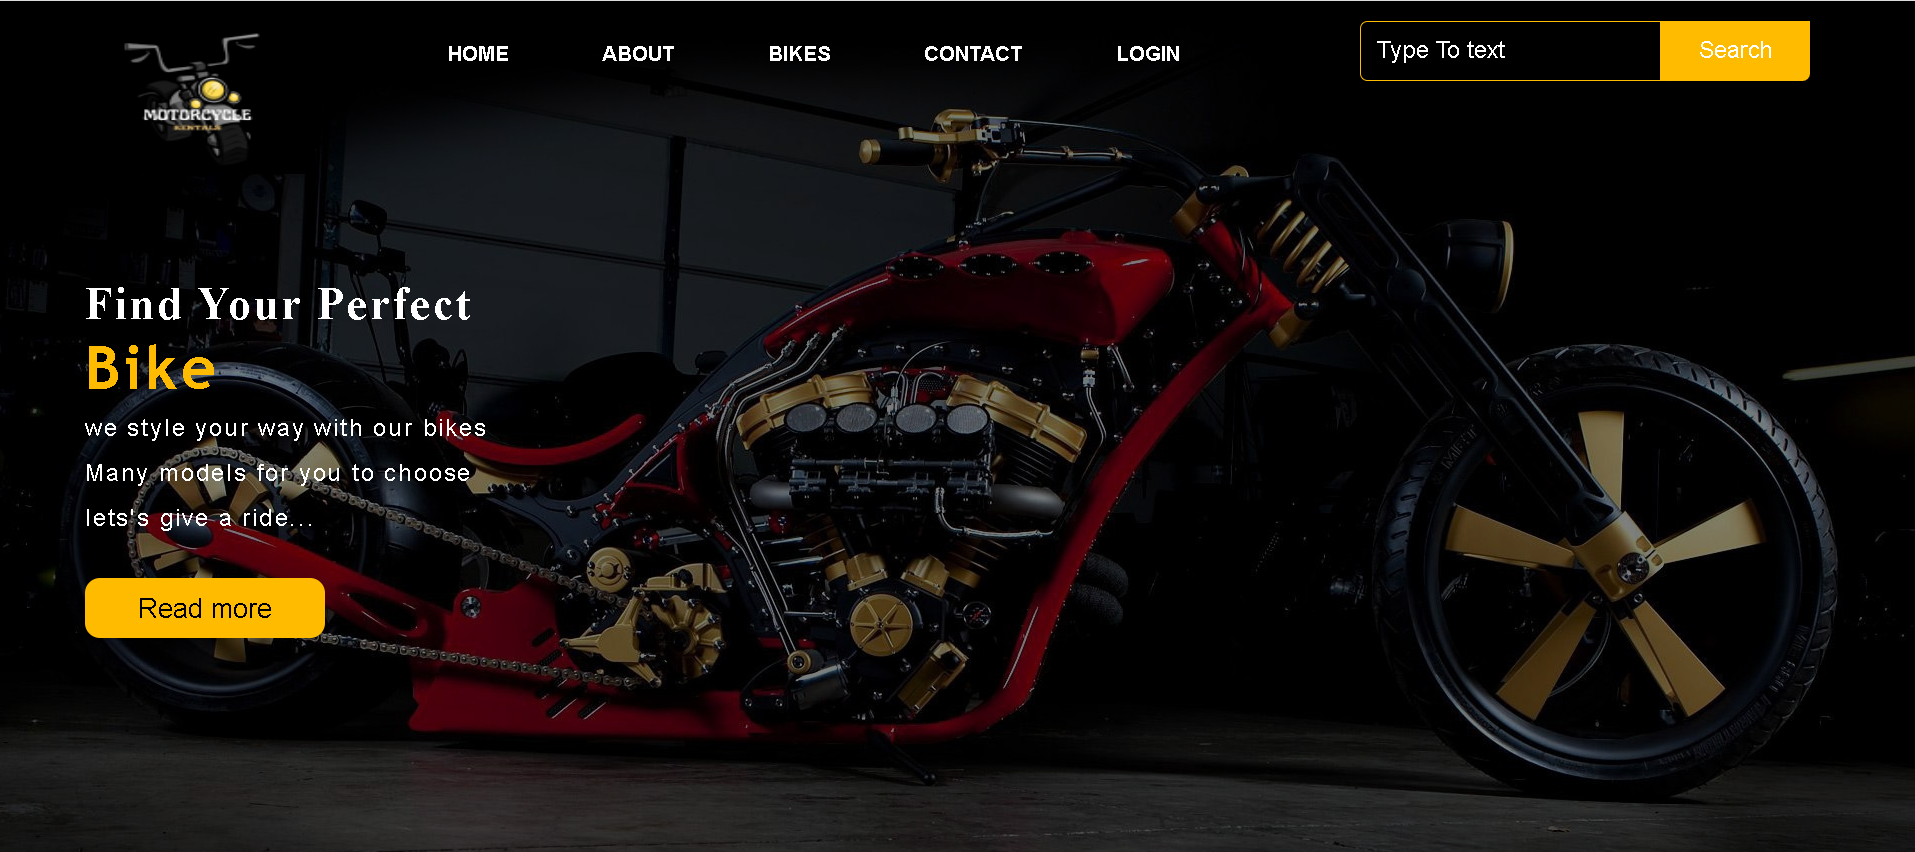 HOME ABOUT BIKES CONTACT LOGIN
Type To text Search
MOTORCYCLE
RENTALS
Find Your Perfect
Bike
we style your way with our bikes
Many models for you to choose
lets's give a ride...
Read more